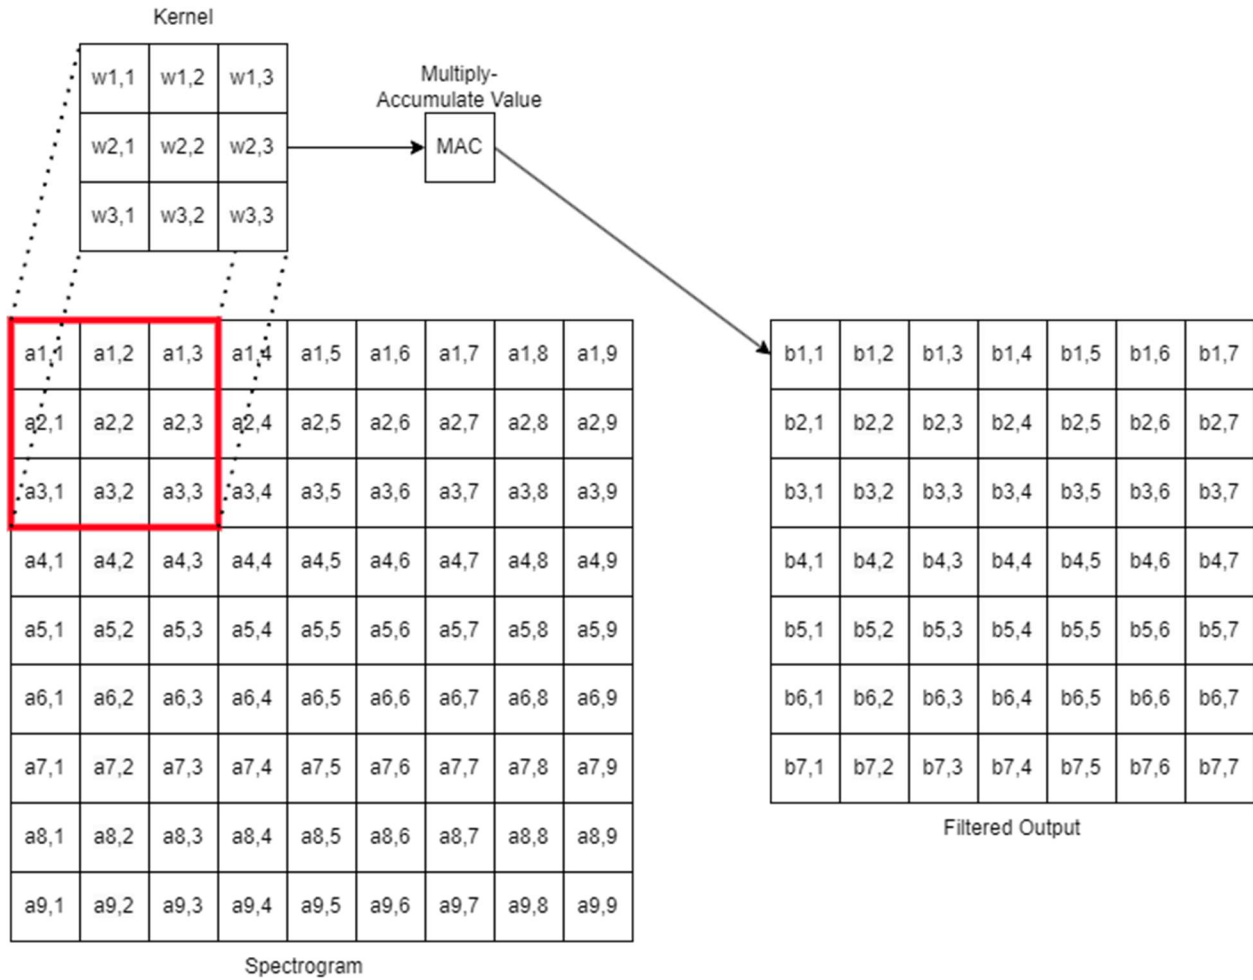 Kernel
w1,1 w1,2 w1,3
w2,1 w2,2 w2,3
w3,1 w3,2 w3,3
Multiply-
Accumulate Value
MAC
a1,1 a1,2 a1,3 a1,4 a1,5 a1,6 a1,7 a1,8 a1,9
a2,1 a2,2 a2,3 a2,4 a2,5 a2,6 a2,7 a2,8 a2,9
a3,1 a3,2 a3,3 a3,4 a3,5 a3,6 a3,7 a3,8 a3,9
a4,1 a4,2 a4,3 a4,4 a4,5 a4,6 a4,7 a4,8 a4,9
a5,1 a5,2 a5,3 a5,4 a5,5 a5,6 a5,7 a5,8 a5,9
a6,1 a6,2 a6,3 a6,4 a6,5 a6,6 a6,7 a6,8 a6,9
a7,1 a7,2 a7,3 a7,4 a7,5 a7,6 a7,7 a7,8 a7,9
a8,1 a8,2 a8,3 a8,4 a8,5 a8,6 a8,7 a8,8 a8,9
a9,1 a9,2 a9,3 a9,4 a9,5 a9,6 a9,7 a9,8 a9,9
Spectrogram
b1,1 b1,2 b1,3 b1,4 b1,5 b1,6 b1,7
b2,1 b2,2 b2,3 b2,4 b2,5 b2,6 b2,7
b3,1 b3,2 b3,3 b3,4 b3,5 b3,6 b3,7
b4,1 b4,2 b4,3 b4,4 b4,5 b4,6 b4,7
b5,1 b5,2 b5,3 b5,4 b5,5 b5,6 b5,7
b6,1 b6,2 b6,3 b6,4 b6,5 b6,6 b6,7
b7,1 b7,2 b7,3 b7,4 b7,5 b7,6 b7,7
Filtered Output